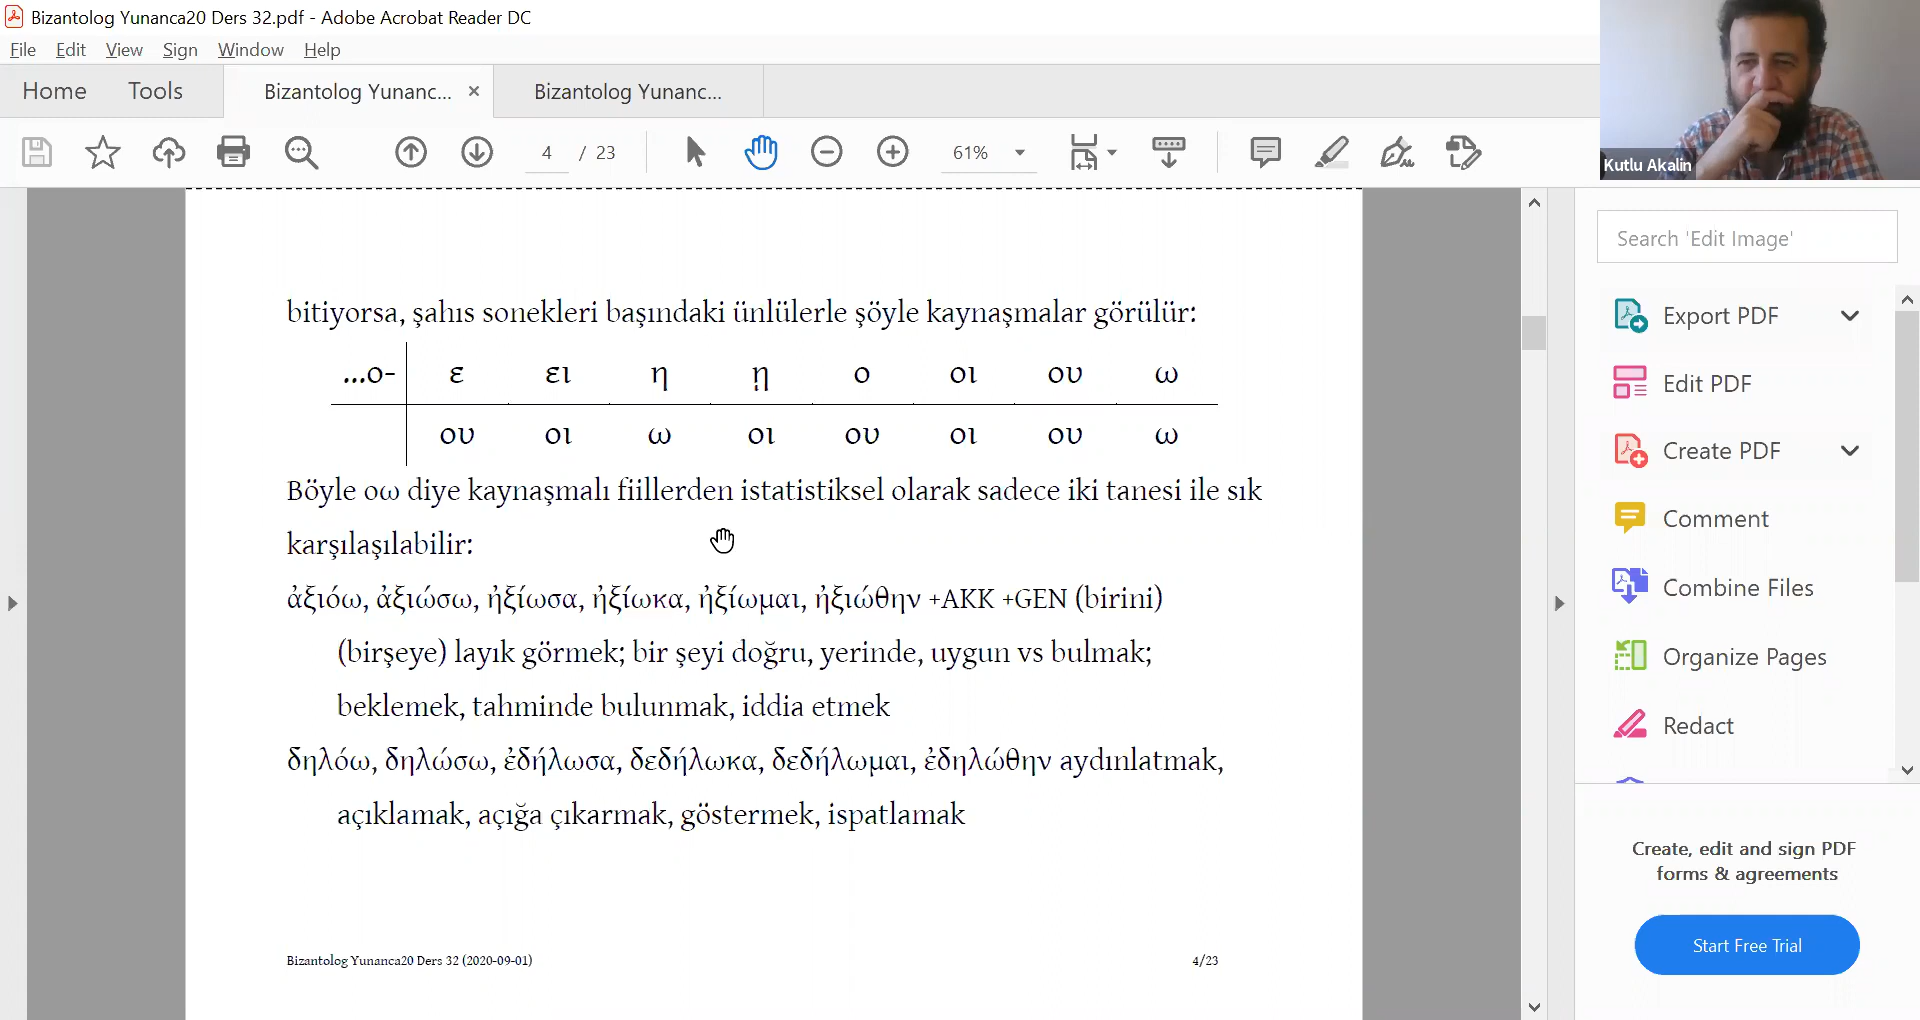 Bizantolog Yunanca20 Ders 32.pdf - Adobe Acrobat Reader DC
File Edit View Sign Window Help
Home Tools Bizantolog Yunanc... × Bizantolog Yunanc...
4 / 23 61%
Kutlu Akalin
bitiyorsa, şahıs sonekleri başındaki ünlülerle şöyle kaynaşmalar görülür:
...ο- ε ει η ῃ ο οι ου ω
ου οι ω οι ου οι ου ω
Böyle οω diye kaynaşmalı fiillerden istatistiksel olarak sadece iki tanesi ile sık
karşılaşılabilir:
ἀξιόω, ἀξιώσω, ἠξίωσα, ἠξίωκα, ἠξίωμαι, ἠξιώθην +AKK +GEN (birini)
(birşeye) layık görmek; bir şeyi doğru, yerinde, uygun vs bulmak;
beklemek, tahminde bulunmak, iddia etmek
δηλόω, δηλώσω, ἐδήλωσα, δεδήλωκα, δεδήλωμαι, ἐδηλώθην aydınlatmak,
açıklamak, açığa çıkarmak, göstermek, ispatlamak
Bizantolog Yunanca20 Ders 32 (2020-09-01) 4/23
Search 'Edit Image'
Export PDF
Edit PDF
Create PDF
Comment
Combine Files
Organize Pages
Redact
Create, edit and sign PDF
forms & agreements
Start Free Trial